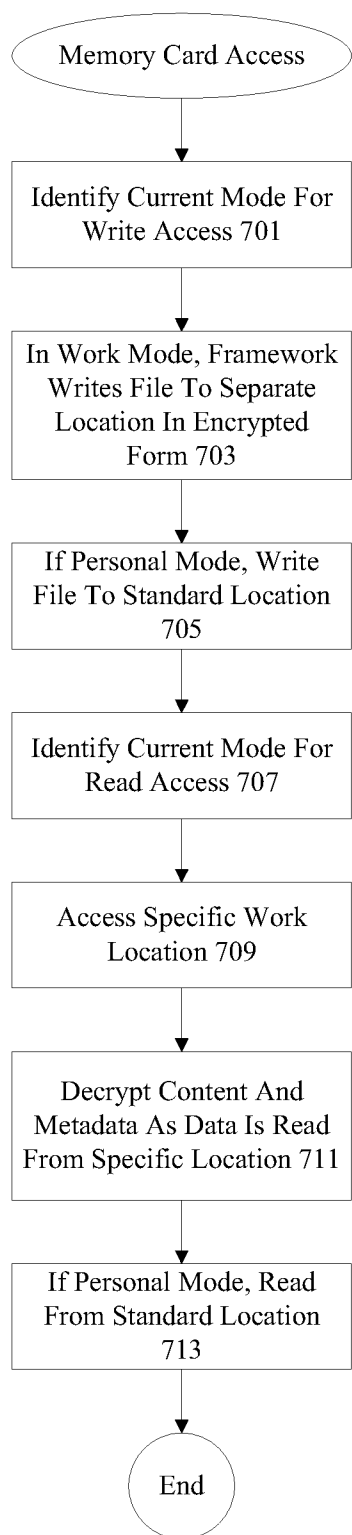 Memory Card Access
Identify Current Mode For
Write Access 701
In Work Mode, Framework
Writes File To Separate
Location In Encrypted
Form 703
If Personal Mode, Write
File To Standard Location
705
Identify Current Mode For
Read Access 707
Access Specific Work
Location 709
Decrypt Content And
Metadata As Data Is Read
From Specific Location 711
If Personal Mode, Read
From Standard Location
713
End